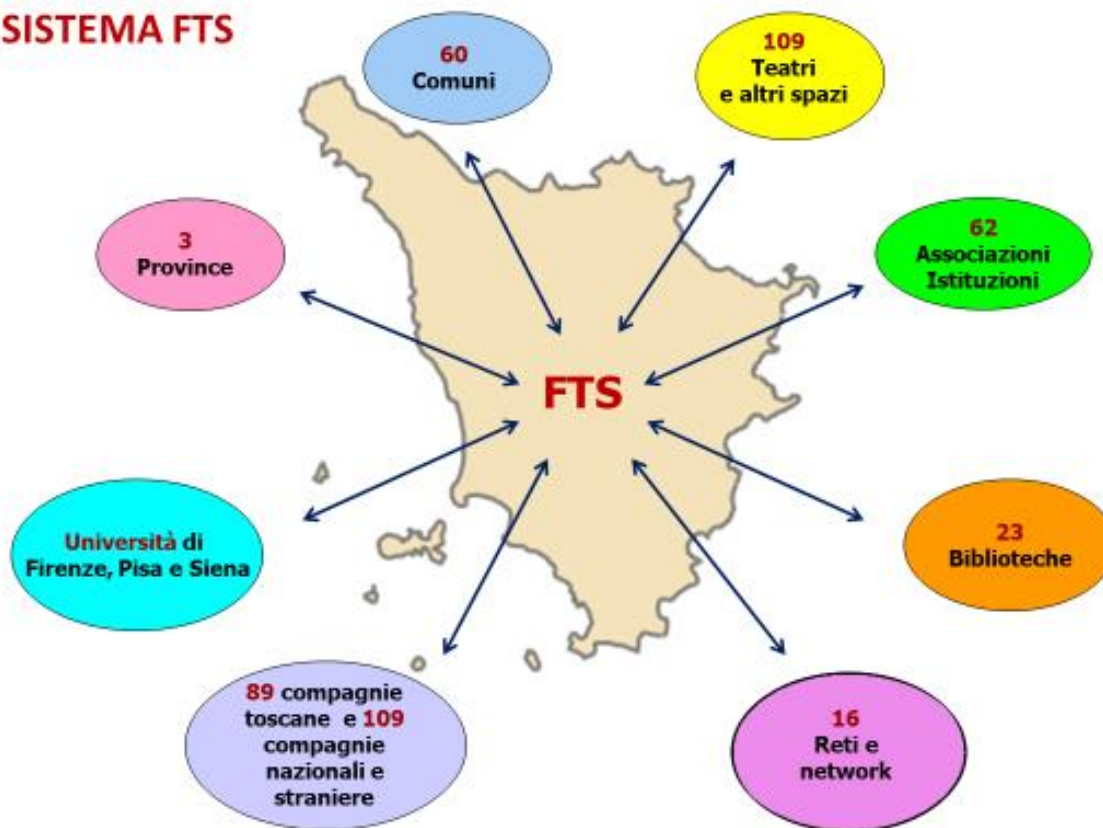 SISTEMA FTS
60
Comuni
109
Teatri
e altri spazi
3
Province
62
Associazioni
Istituzioni
FTS
Università di
Firenze, Pisa e Siena
23
Biblioteche
89 compagnie
toscane e 109
compagnie
nazionali e
straniere
16
Reti e
network